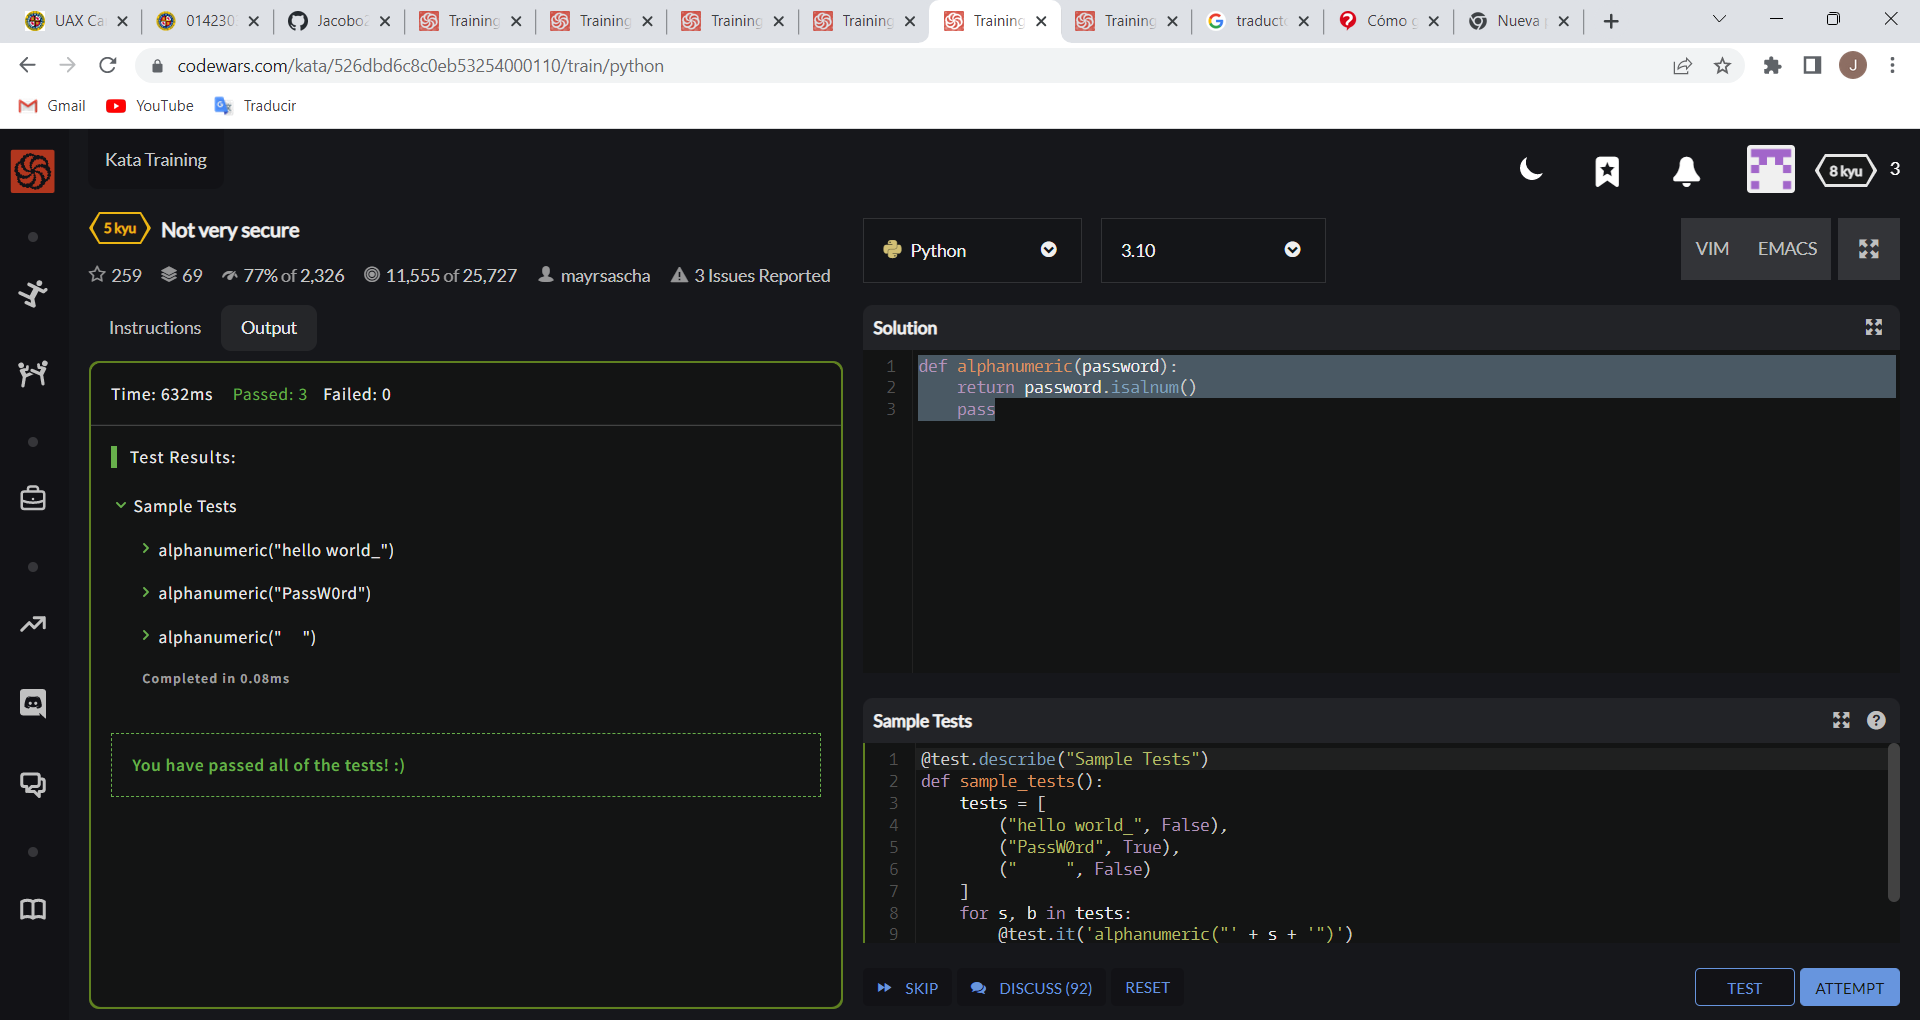 UAX Ca
014230
Jacobo2
Training
Training
Training
Training
Training
Training
traducto
Cómo g
Nueva p
codewars.com/kata/526dbd6c8c0eb53254000110/train/python
J
Gmail
YouTube
Traducir
Kata Training
8 kyu
3
5 kyu
Not very secure
259
69
77% of 2,326
11,555 of 25,727
mayrsascha
3 Issues Reported
Python
3.10
VIM
EMACS
Instructions
Output
Time: 632ms Passed: 3 Failed: 0
Test Results:
Sample Tests
alphanumeric("hello world_")
alphanumeric("PassW0rd")
alphanumeric("     ")
Completed in 0.08ms
You have passed all of the tests! :)
Solution
1 def alphanumeric(password):
2     return password.isalnum()
3     pass
Sample Tests
?
1 @test.describe("Sample Tests")
2 def sample_tests():
3     tests = [
4         ("hello world_", False),
5         ("PassW0rd", True),
6         ("     ", False)
7     ]
8     for s, b in tests:
9         @test.it('alphanumeric("' + s + '")')
SKIP
DISCUSS (92)
RESET
TEST
ATTEMPT